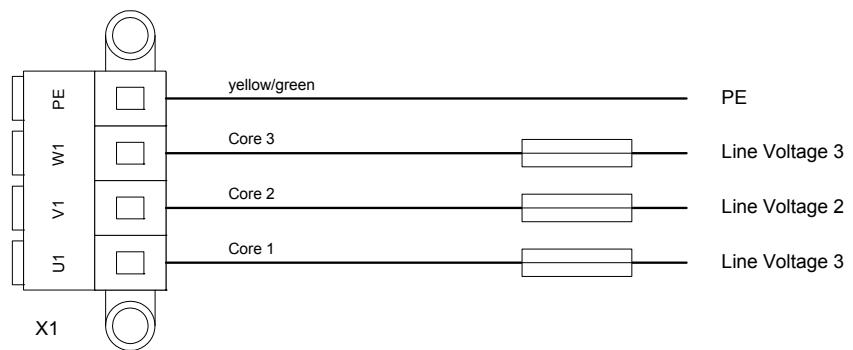 PE yellow/green PE
W1 Core 3 Line Voltage 3
V1 Core 2 Line Voltage 2
U1 Core 1 Line Voltage 3
X1